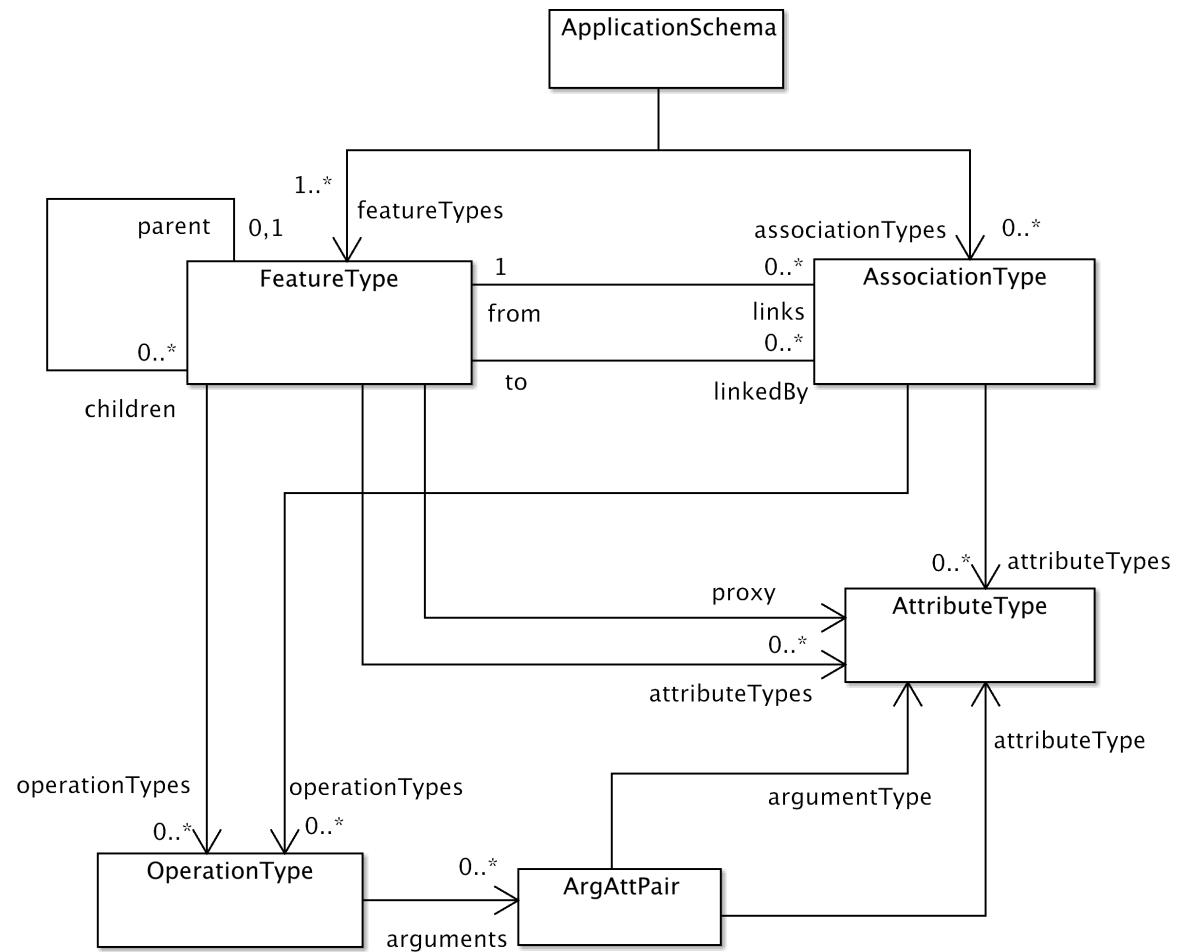 ApplicationSchema
1..*
featureTypes
parent
0,1
associationTypes
0..*
FeatureType
1
0..*
AssociationType
from
links
0..*
0..*
to
linkedBy
children
0..*
attributeTypes
proxy
AttributeType
0..*
attributeTypes
attributeType
operationTypes
operationTypes
argumentType
0..*
0..*
OperationType
0..*
ArgAttPair
arguments